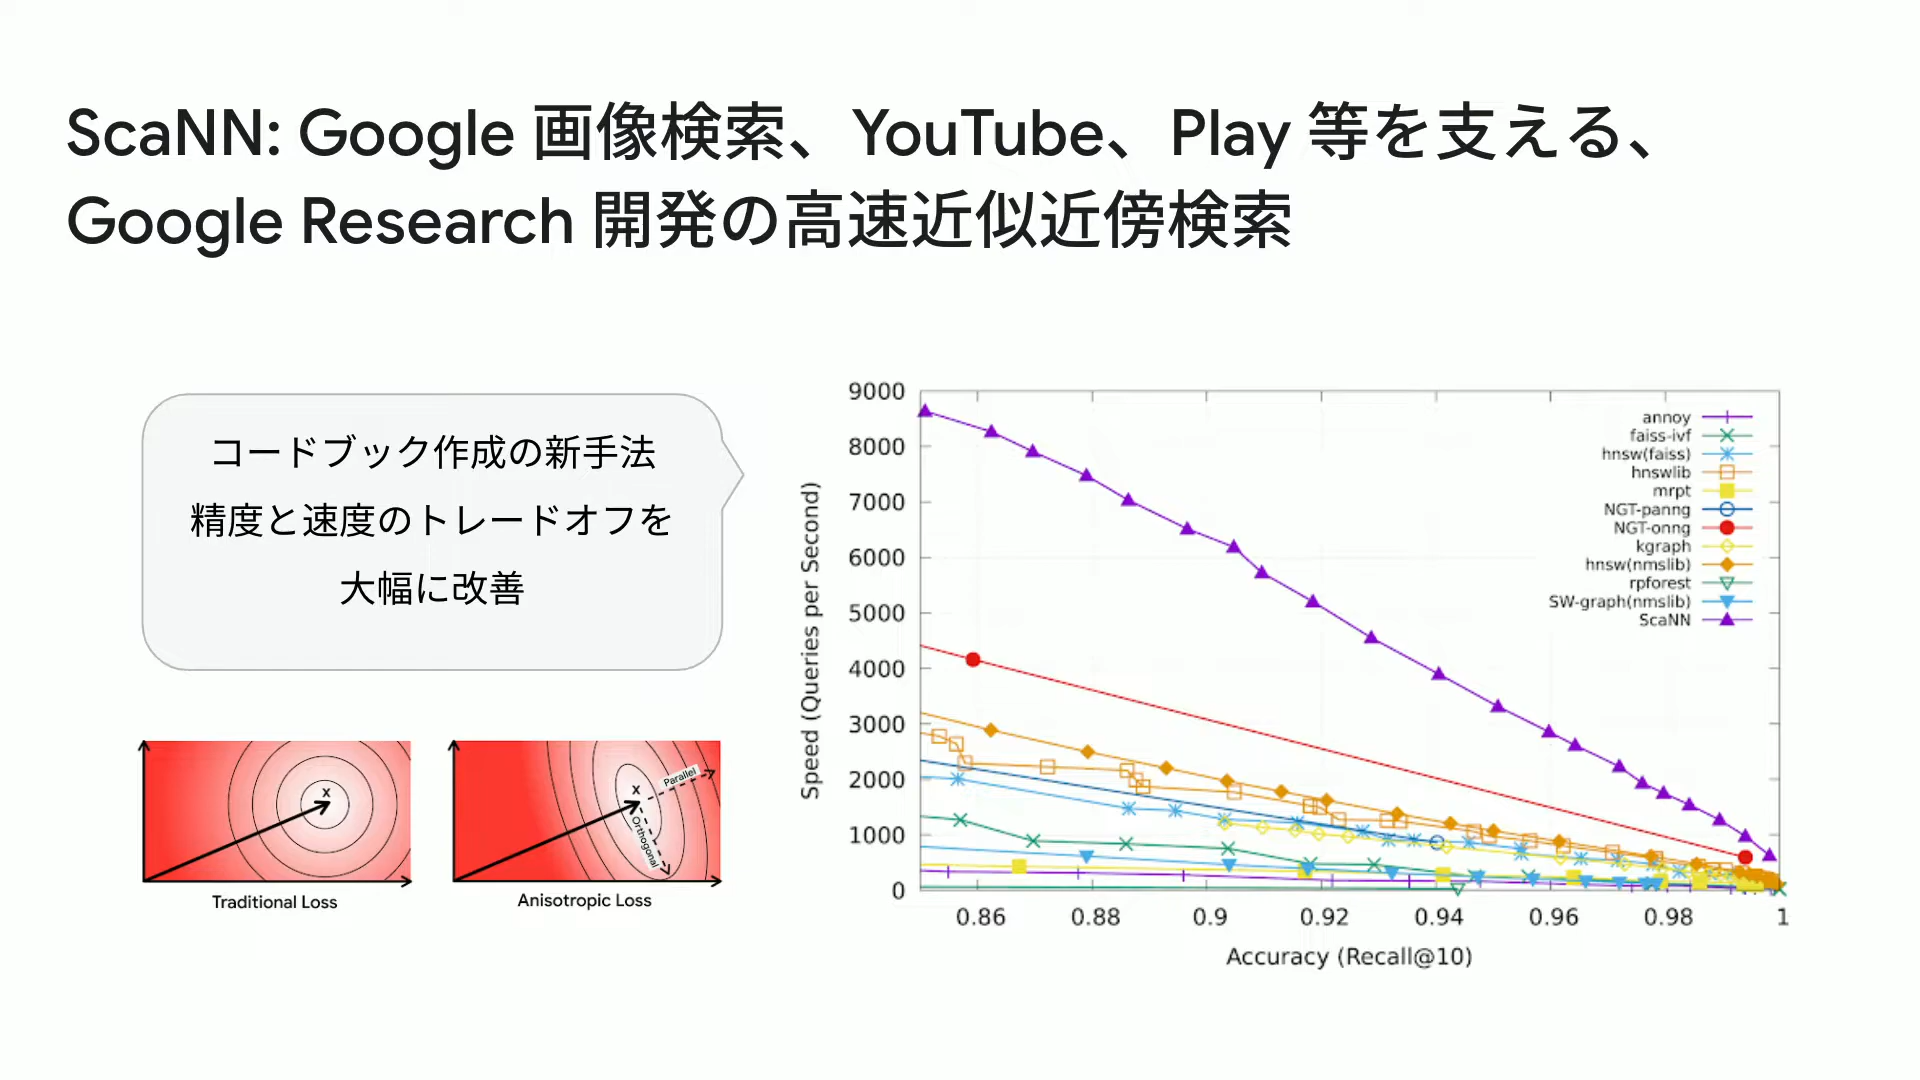 ScaNN: Google 画像検索、YouTube、Play 等を支える、
Google Research 開発の高速近似近傍検索
コードブック作成の新手法
精度と速度のトレードオフを
大幅に改善
x
Traditional Loss
x
Parallel
Orthogonal
Anisotropic Loss
Speed (Queries per Second)
9000
8000
7000
6000
5000
4000
3000
2000
1000
0
annoy
faiss-ivf
hnsw(faiss)
hnswlib
mrpt
NGT-panng
NGT-onng
kgraph
hnsw(nmslib)
rpforest
SW-graph(nmslib)
ScaNN
0.86 0.88 0.9 0.92 0.94 0.96 0.98 1
Accuracy (Recall@10)